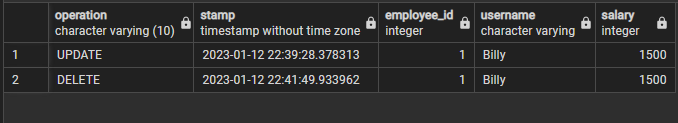 operation stamp employee_id username salary
character varying (10) timestamp without time zone integer character varying integer
1 UPDATE 2023-01-12 22:39:28.378313 1 Billy 1500
2 DELETE 2023-01-12 22:41:49.933962 1 Billy 1500